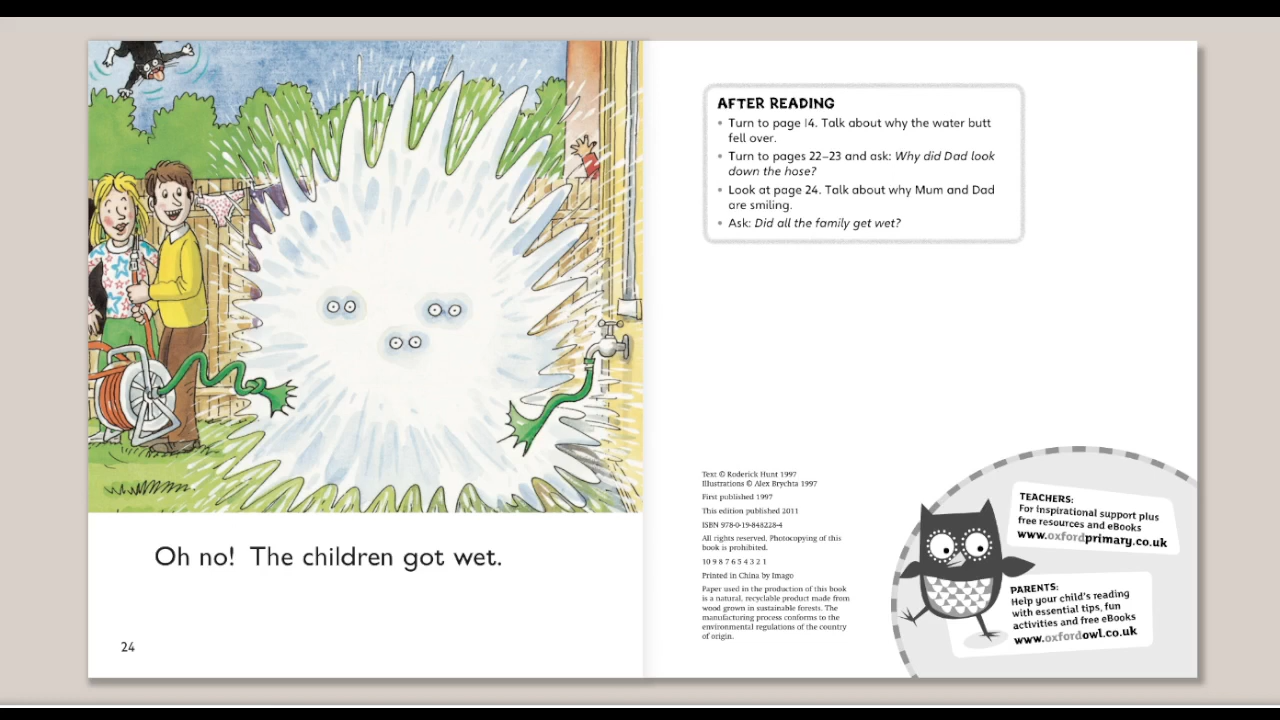 Oh no! The children got wet.
24
AFTER READING
• Turn to page 14. Talk about why the water butt
fell over.
• Turn to pages 22–23 and ask: Why did Dad look
down the hose?
• Look at page 24. Talk about why Mum and Dad
are smiling.
• Ask: Did all the family get wet?
Text © Roderick Hunt 1997
Illustrations © Alex Brychta 1997
First published 1997
This edition published 2011
ISBN 978-0-19-848228-4
All rights reserved. Photocopying of this
book is prohibited.
10 9 8 7 6 5 4 3 2 1
Printed in China by Imago
Paper used in the production of this book
is a natural, recyclable product made from
wood grown in sustainable forests. The
manufacturing process conforms to the
environmental regulations of the country
of origin.
TEACHERS:
For inspirational support plus
free resources and eBooks
www.oxfordprimary.co.uk
PARENTS:
Help your child's reading
with essential tips, fun
activities and free eBooks
www.oxfordowl.co.uk